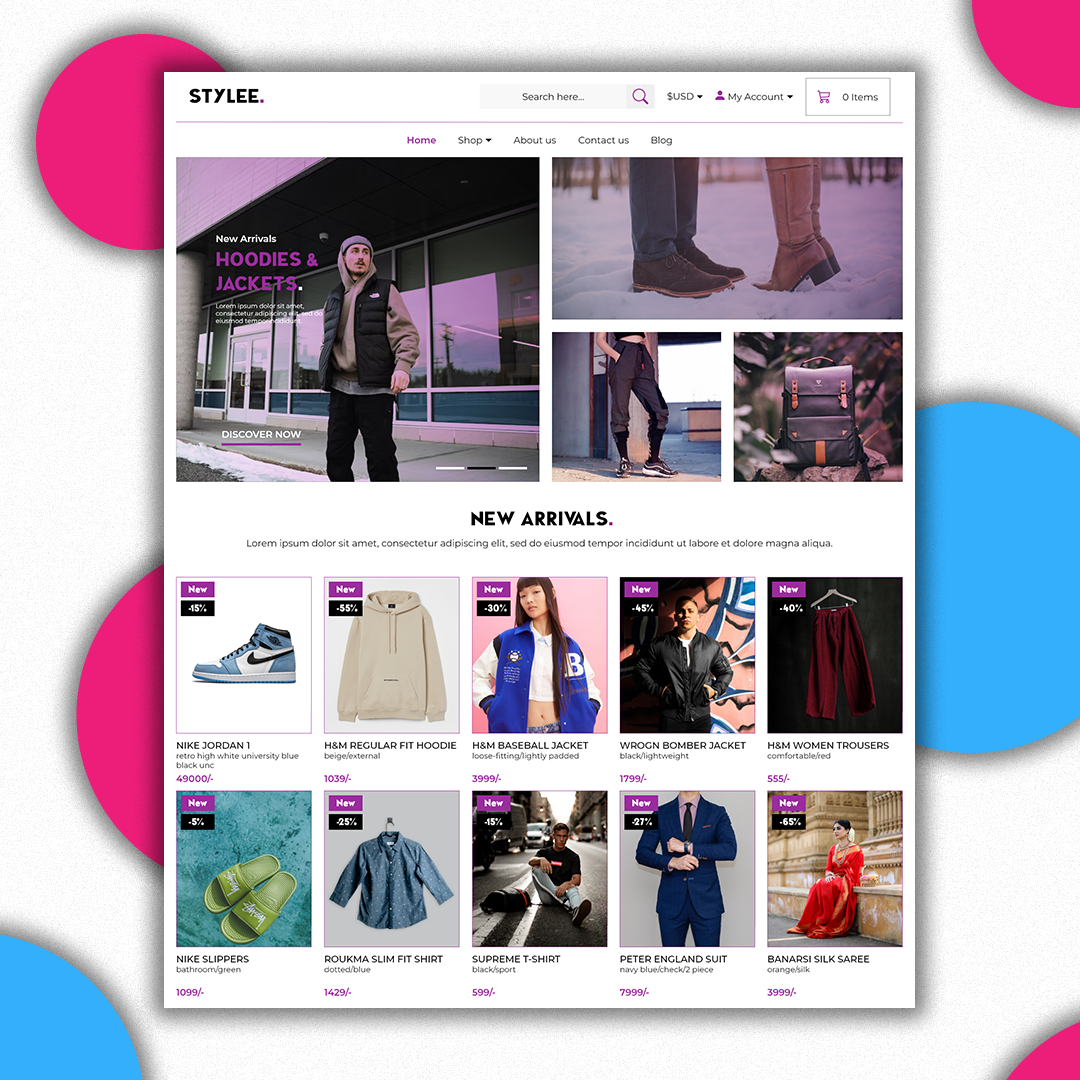 STYLEE.
Search here...
$USD
My Account
0 Items
Home
Shop
About us
Contact us
Blog
New Arrivals
HOODIES &
JACKETS.
Lorem ipsum dolor sit amet,
consectetur adipiscing elit, sed do
eiusmod tempor incididunt.
DISCOVER NOW
NEW ARRIVALS.
Lorem ipsum dolor sit amet, consectetur adipiscing elit, sed do eiusmod tempor incididunt ut labore et dolore magna aliqua.
New
-15%
New
-55%
New
-30%
B
New
-45%
New
-40%
NIKE JORDAN 1
retro high white university blue
black unc
49000/-
H&M REGULAR FIT HOODIE
beige/external
1039/-
H&M BASEBALL JACKET
loose-fitting/lightly padded
3999/-
WROGN BOMBER JACKET
black/lightweight
1799/-
H&M WOMEN TROUSERS
comfortable/red
555/-
New
-5%
New
-25%
New
-15%
New
-27%
New
-65%
NIKE SLIPPERS
bathroom/green
1099/-
ROUKMA SLIM FIT SHIRT
dotted/blue
1429/-
SUPREME T-SHIRT
black/sport
599/-
PETER ENGLAND SUIT
navy blue/check/2 piece
7999/-
BANARSI SILK SAREE
orange/silk
3999/-